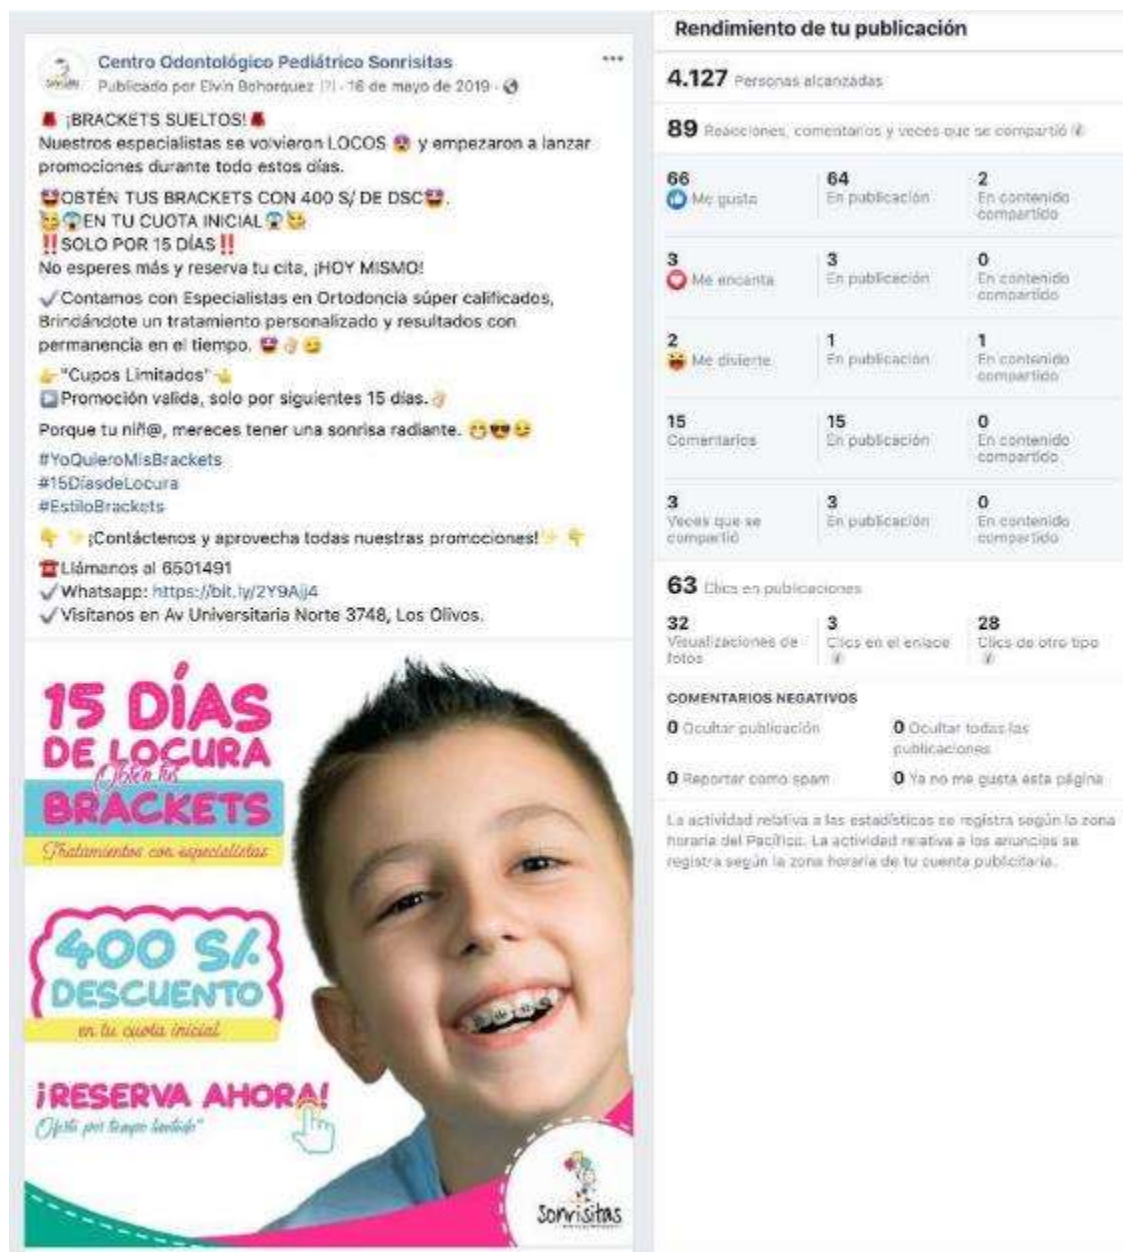 Centro Odontológico Pediátrico Sonrisitas
Publicado por Elvin Bohorquez [?] · 16 de mayo de 2019 ·
¡BRACKETS SUELTOS!
Nuestros especialistas se volvieron LOCOS y empezaron a lanzar
promociones durante todo estos días.
OBTÉN TUS BRACKETS CON 400 S/ DE DSC.
EN TU CUOTA INICIAL
‼SOLO POR 15 DÍAS‼
No esperes más y reserva tu cita, ¡HOY MISMO!
✓Contamos con Especialistas en Ortodoncia súper calificados,
Brindándote un tratamiento personalizado y resultados con
permanencia en el tiempo.
"Cupos Limitados"
Promoción valida, solo por siguientes 15 días.
Porque tu niñ@, mereces tener una sonrisa radiante.
#YoQuieroMisBrackets
#15DíasdeLocura
#EstiloBrackets
¡Contáctenos y aprovecha todas nuestras promociones!
Llámanos al 6501491
✓Whatsapp: https://bit.ly/2Y9Ajj4
✓Visítanos en Av Universitaria Norte 3748, Los Olivos.
15 DÍAS
DE LOCURA
Obtén tus
BRACKETS
Tratamientos con especialistas
400 S/.
DESCUENTO
en tu cuota inicial
¡RESERVA AHORA!
Oferta por tiempo limitado"
Sonrisitas
Rendimiento de tu publicación
4.127 Personas alcanzadas
89 Reacciones, comentarios y veces que se compartió
66 Me gusta
64 En publicación
2 En contenido compartido
3 Me encanta
3 En publicación
0 En contenido compartido
2 Me divierte
1 En publicación
1 En contenido compartido
15 Comentarios
15 En publicación
0 En contenido compartido
3 Veces que se compartió
3 En publicación
0 En contenido compartido
63 Clics en publicaciones
32 Visualizaciones de fotos
3 Clics en el enlace
28 Clics de otro tipo
COMENTARIOS NEGATIVOS
0 Ocultar publicación
0 Ocultar todas las publicaciones
0 Reportar como spam
0 Ya no me gusta esta página
La actividad relativa a las estadísticas se registra según la zona
horaria del Pacífico. La actividad relativa a los anuncios se
registra según la zona horaria de tu cuenta publicitaria.